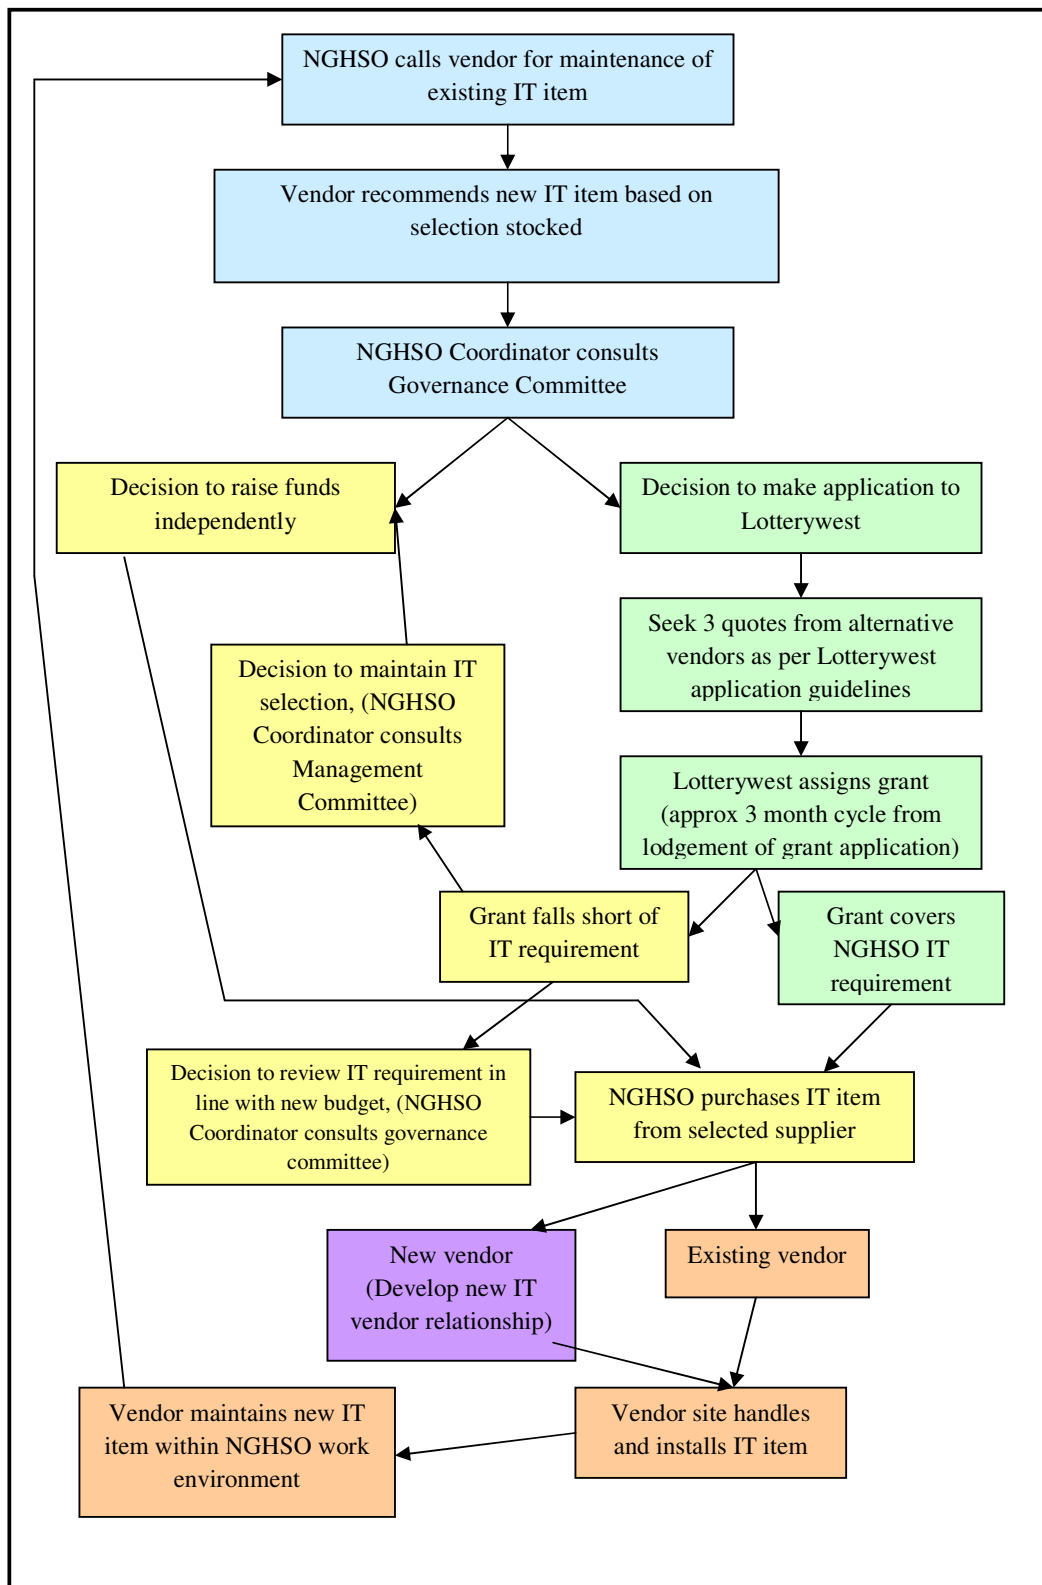 NGHSO calls vendor for maintenance of
existing IT item
Vendor recommends new IT item based on
selection stocked
NGHSO Coordinator consults
Governance Committee
Decision to raise funds
independently
Decision to make application to
Lotterywest
Seek 3 quotes from alternative
vendors as per Lotterywest
application guidelines
Decision to maintain IT
selection, (NGHSO
Coordinator consults
Management
Committee)
Lotterywest assigns grant
(approx 3 month cycle from
lodgement of grant application)
Grant falls short of
IT requirement
Grant covers
NGHSO IT
requirement
Decision to review IT requirement in
line with new budget, (NGHSO
Coordinator consults governance
committee)
NGHSO purchases IT item
from selected supplier
New vendor
(Develop new IT
vendor relationship)
Existing vendor
Vendor maintains new IT
item within NGHSO work
environment
Vendor site handles
and installs IT item